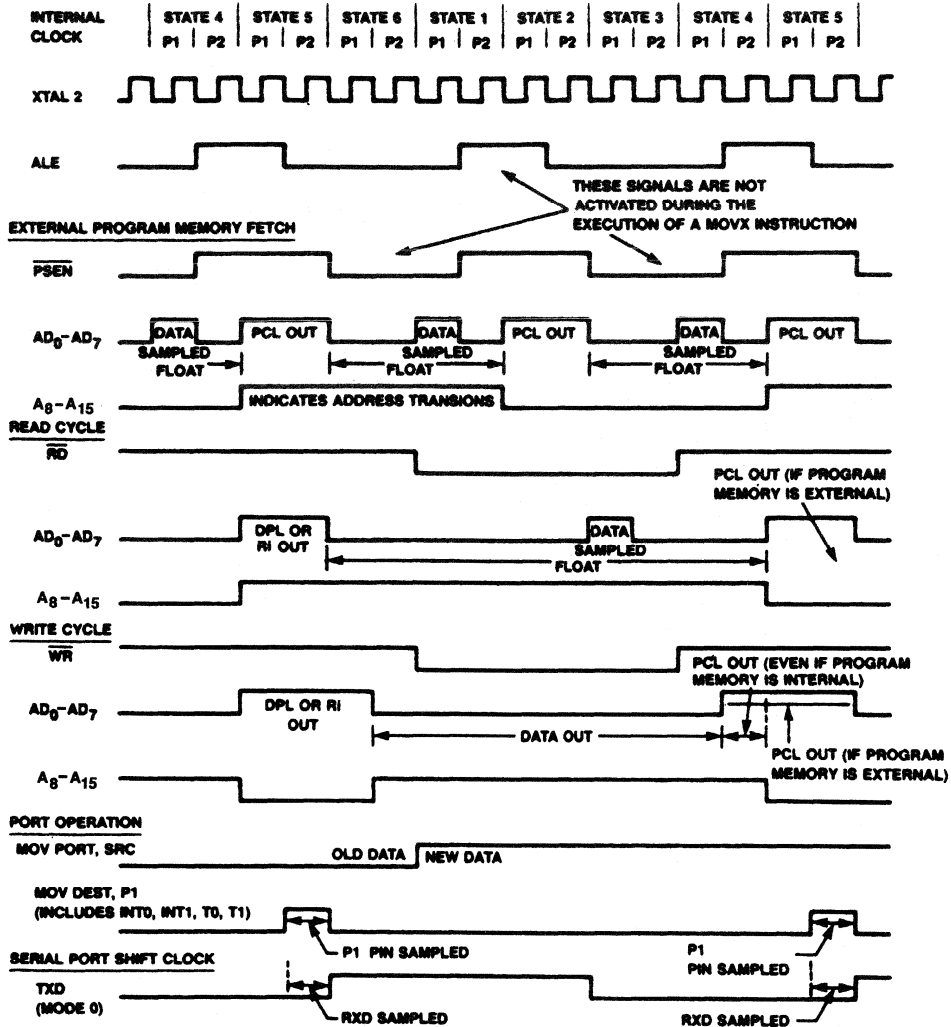 INTERNAL CLOCK
STATE 4 STATE 5 STATE 6 STATE 1 STATE 2 STATE 3 STATE 4 STATE 5
P1 P2 P1 P2 P1 P2 P1 P2 P1 P2 P1 P2 P1 P2 P1 P2
XTAL 2
ALE
THESE SIGNALS ARE NOT
ACTIVATED DURING THE
EXECUTION OF A MOVX INSTRUCTION
EXTERNAL PROGRAM MEMORY FETCH
PSEN
AD0–AD7
DATA PCL OUT DATA PCL OUT DATA PCL OUT
SAMPLED SAMPLED SAMPLED
FLOAT FLOAT FLOAT
A8–A15
INDICATES ADDRESS TRANSIONS
READ CYCLE
RD
PCL OUT (IF PROGRAM
MEMORY IS EXTERNAL)
AD0–AD7
DPL OR
RI OUT
DATA
SAMPLED
FLOAT
A8–A15
WRITE CYCLE
WR
PCL OUT (EVEN IF PROGRAM
MEMORY IS INTERNAL)
AD0–AD7
DPL OR RI
OUT
DATA OUT
PCL OUT (IF PROGRAM
MEMORY IS EXTERNAL)
A8–A15
PORT OPERATION
MOV PORT, SRC
OLD DATA NEW DATA
MOV DEST, P1
(INCLUDES INT0, INT1, T0, T1)
P1 PIN SAMPLED
P1
PIN SAMPLED
SERIAL PORT SHIFT CLOCK
TXD
(MODE 0)
RXD SAMPLED
RXD SAMPLED